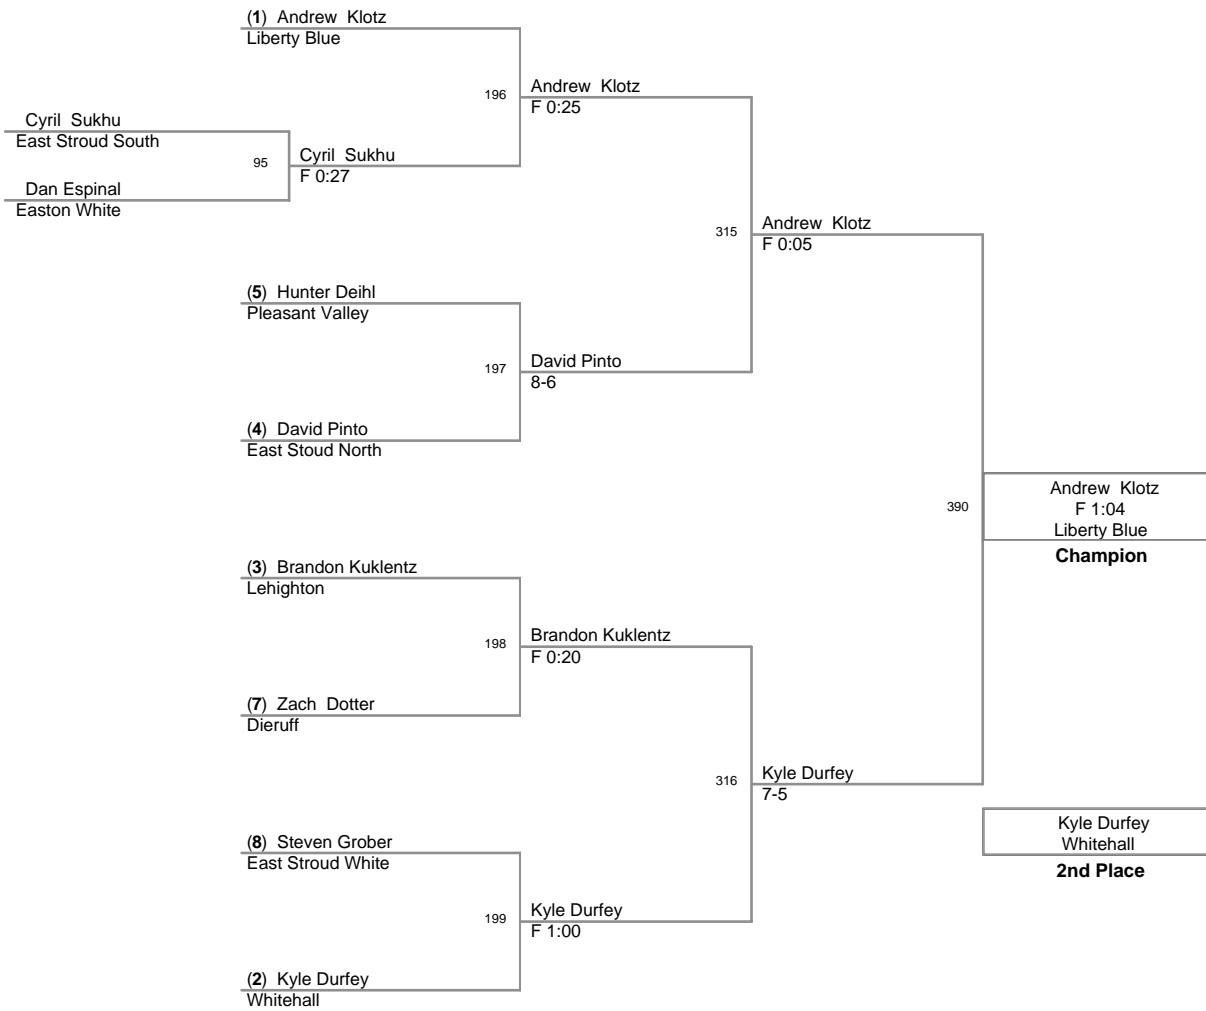 (1) Andrew Klotz
Liberty Blue
196
Andrew Klotz
F 0:25
Cyril Sukhu
East Stroud South
95
Cyril Sukhu
F 0:27
Dan Espinal
Easton White
315
Andrew Klotz
F 0:05
(5) Hunter Deihl
Pleasant Valley
197
David Pinto
8-6
(4) David Pinto
East Stoud North
390
Andrew Klotz
F 1:04
Liberty Blue
Champion
(3) Brandon Kuklentz
Lehighton
198
Brandon Kuklentz
F 0:20
(7) Zach Dotter
Dieruff
316
Kyle Durfey
7-5
(8) Steven Grober
East Stroud White
199
Kyle Durfey
F 1:00
(2) Kyle Durfey
Whitehall
Kyle Durfey
Whitehall
2nd Place